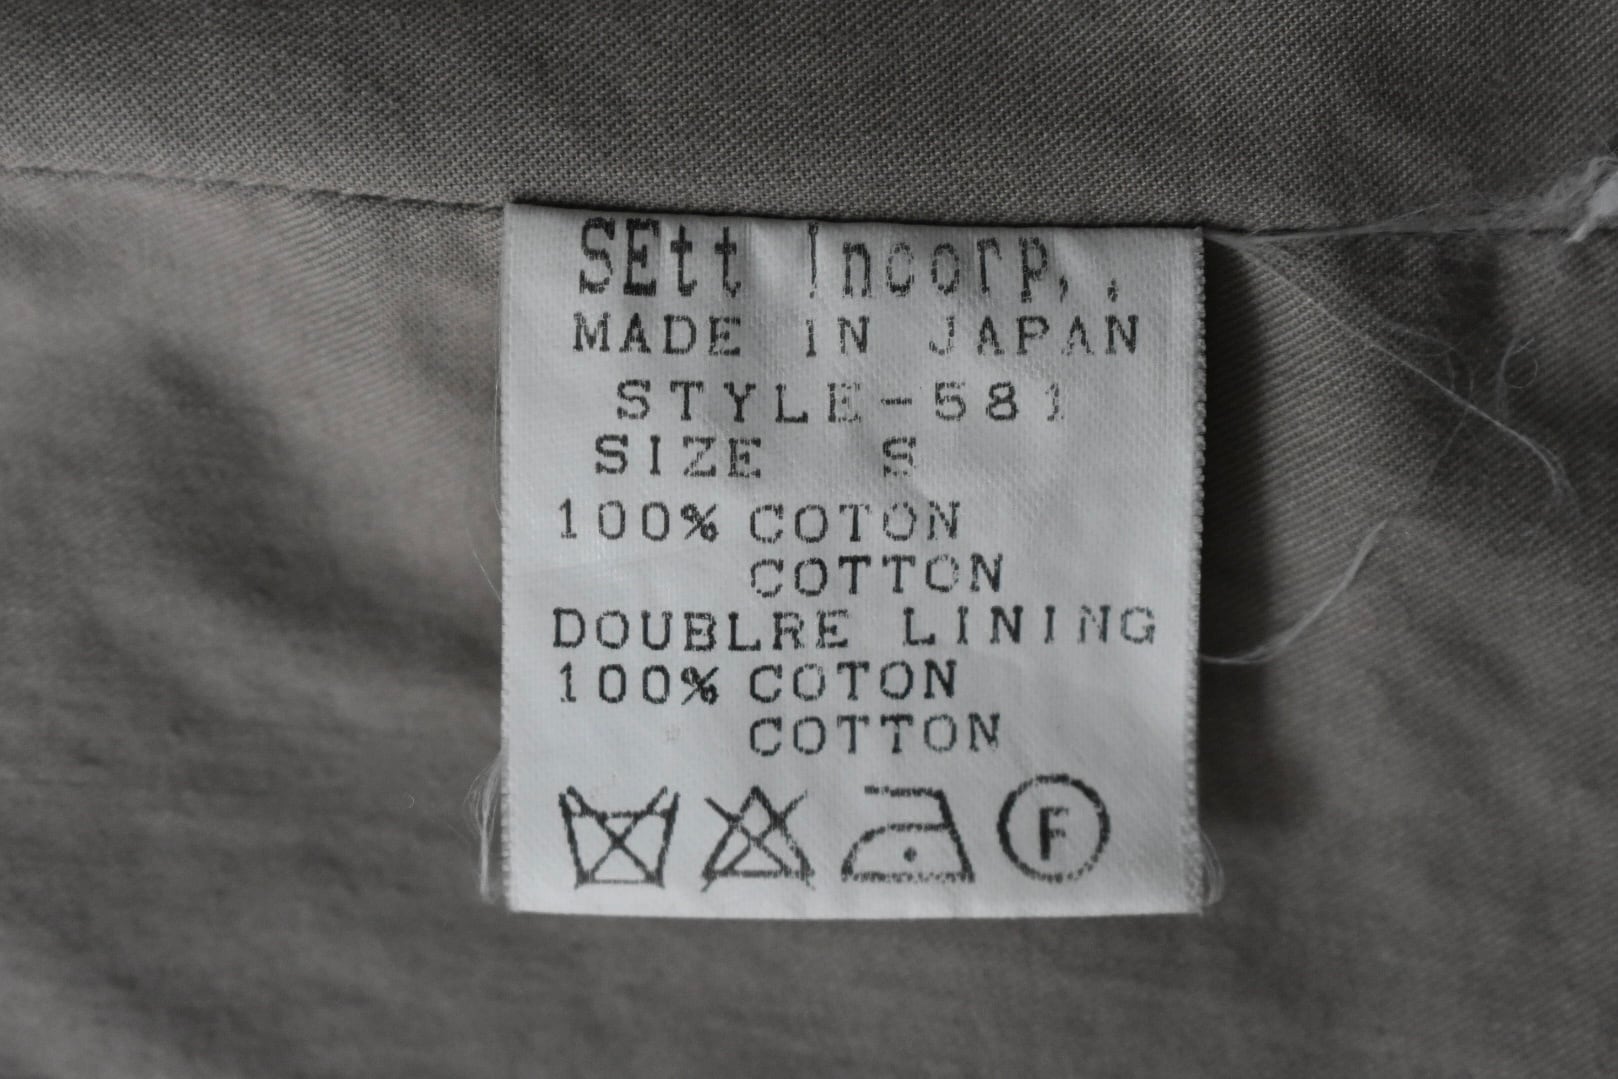 SEtt Incorp,.
MADE IN JAPAN
STYLE-581
SIZE S
100% COTON
COTTON
DOUBLRE LINING
100% COTON
COTTON
F